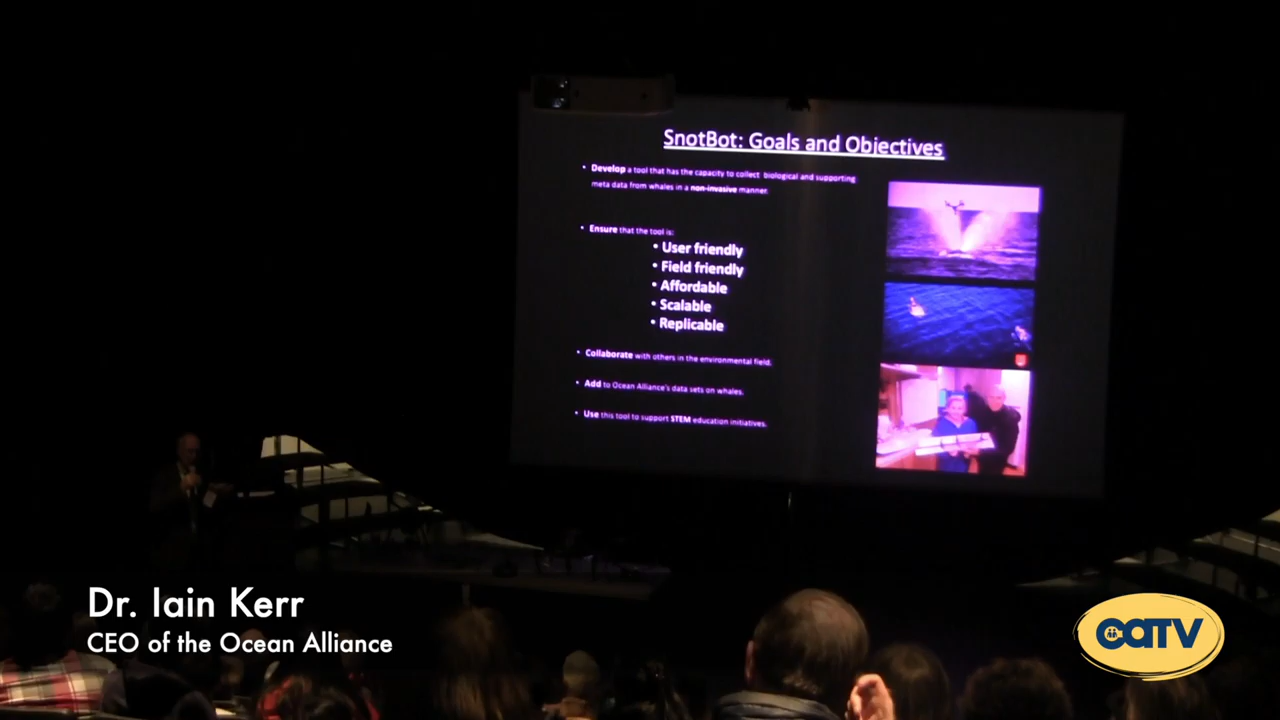 SnotBot: Goals and Objectives
• Develop a tool that has the capacity to collect biological and supporting
meta data from whales in a non-invasive manner.
• Ensure that the tool is:
• User friendly
• Field friendly
• Affordable
• Scalable
• Replicable
• Collaborate with others in the environmental field.
• Add to Ocean Alliance's data sets on whales.
• Use this tool to support STEM education initiatives.
Dr. Iain Kerr
CEO of the Ocean Alliance
CATV